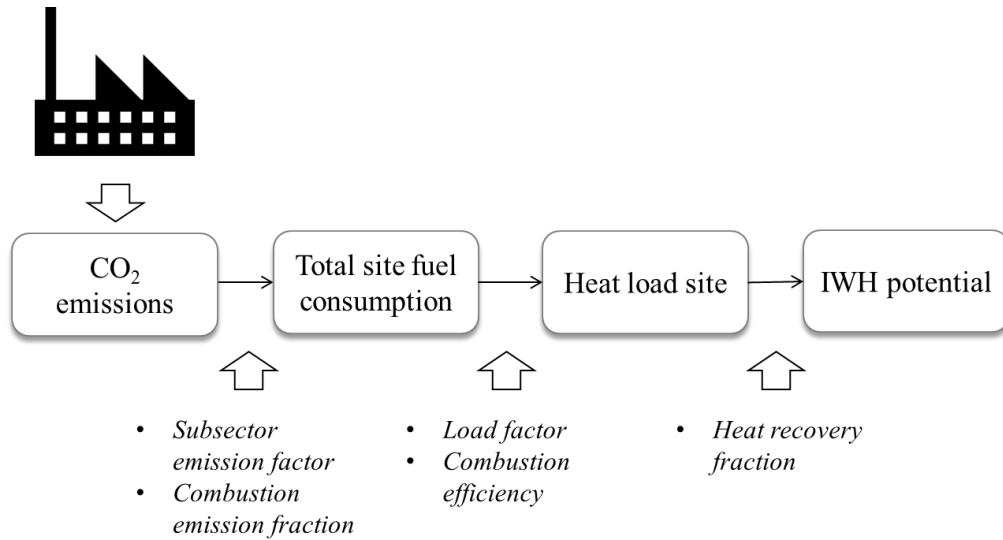 CO₂
emissions
Total site fuel
consumption
Heat load site
IWH potential
• Subsector
emission factor
• Combustion
emission fraction
• Load factor
• Combustion
efficiency
• Heat recovery
fraction